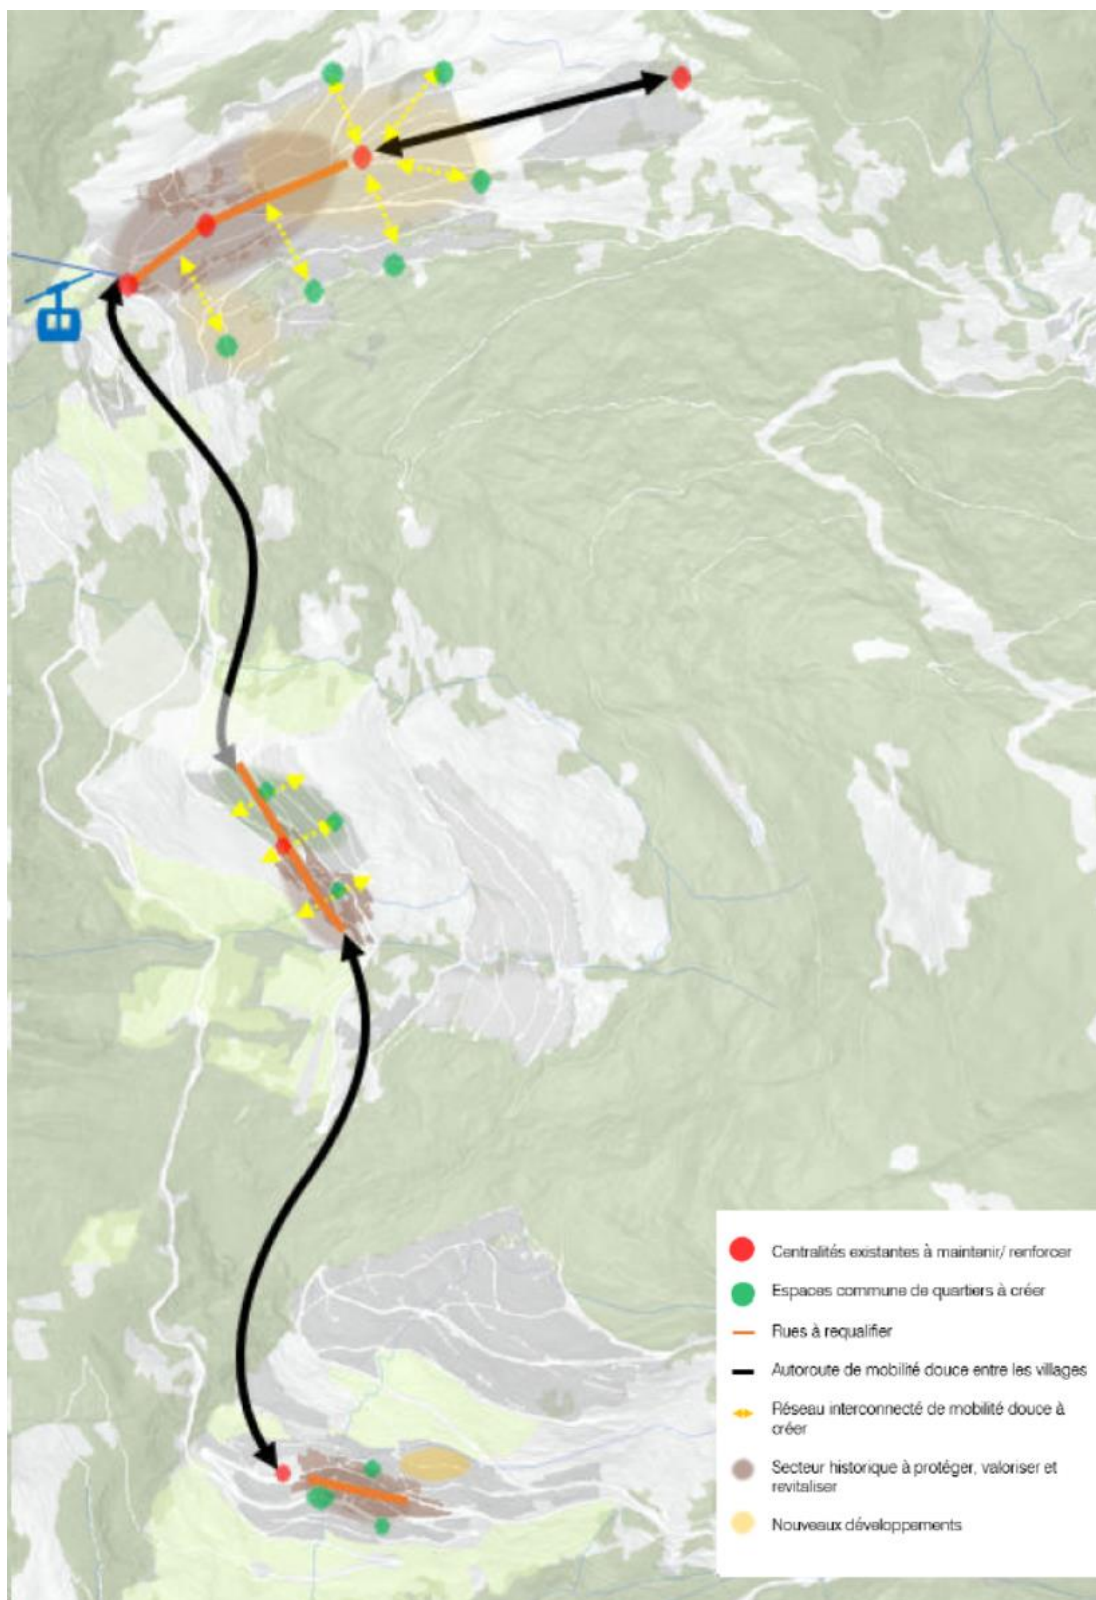 Centralités existantes à maintenir/ renforcer
Espaces commune de quartiers à créer
Rues à requalifier
Autoroute de mobilité douce entre les villages
Réseau interconnecté de mobilité douce à
créer
Secteur historique à protéger, valoriser et
revitaliser
Nouveaux développements